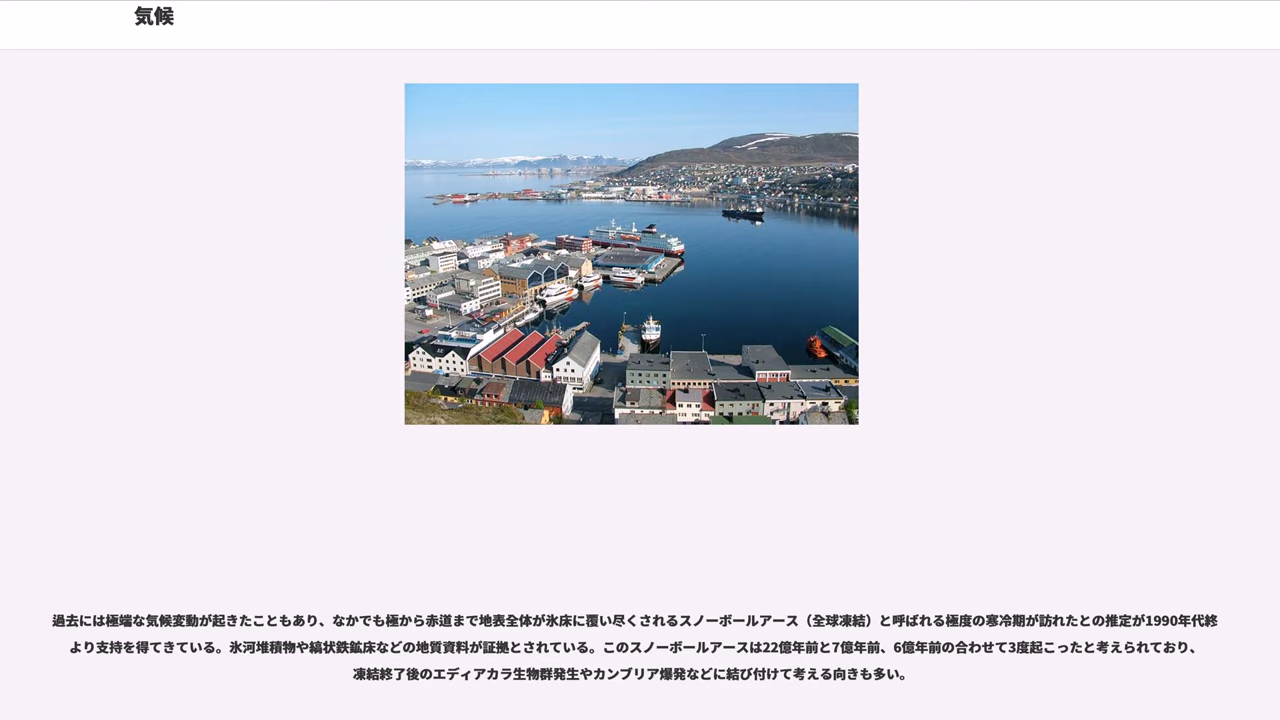 気候
過去には極端な気候変動が起きたこともあり、なかでも極から赤道まで地表全体が氷床に覆い尽くされるスノーボールアース（全球凍結）と呼ばれる極度の寒冷期が訪れたとの推定が1990年代終
より支持を得てきている。氷河堆積物や縞状鉄鉱床などの地質資料が証拠とされている。このスノーボールアースは22億年前と7億年前、6億年前の合わせて3度起こったと考えられており、
凍結終了後のエディアカラ生物群発生やカンブリア爆発などに結び付けて考える向きも多い。